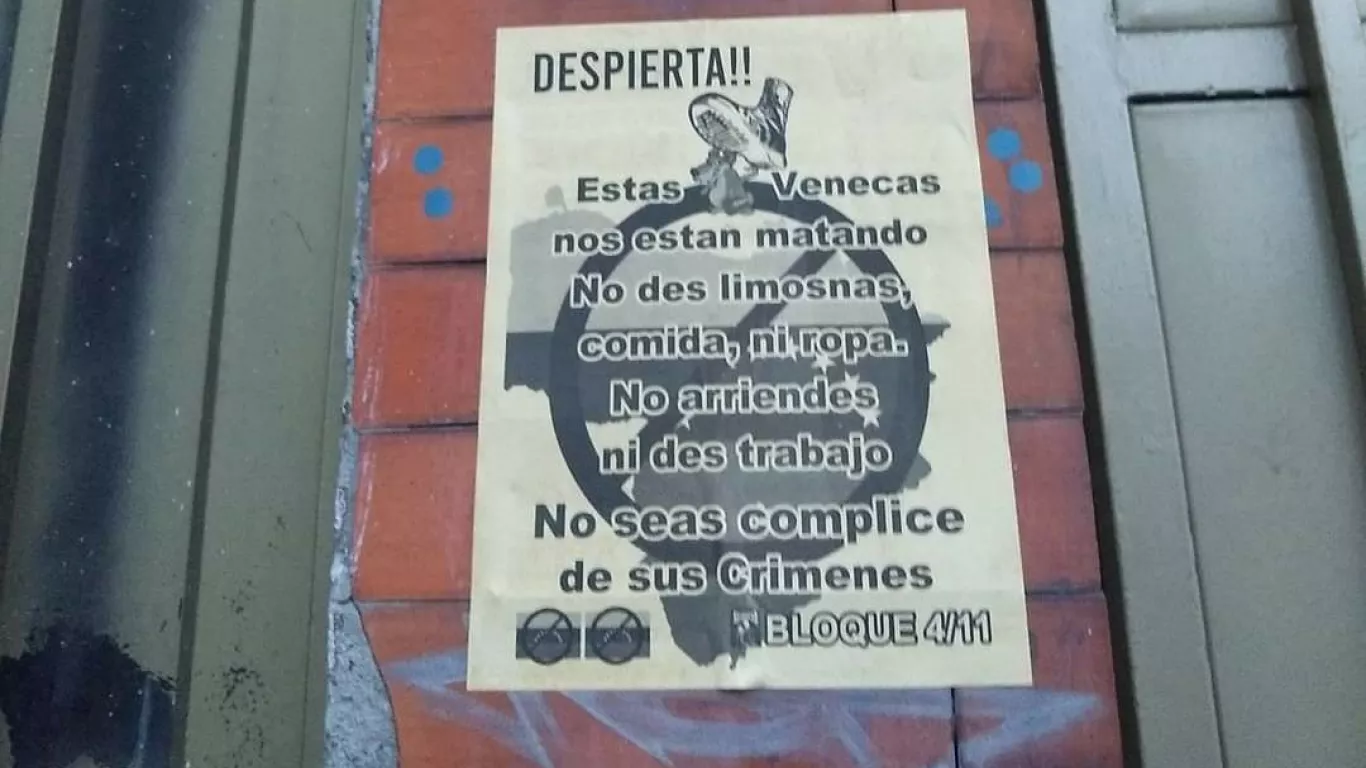 DESPIERTA!!
Estas Venecas
nos estan matando
No des limosnas,
comida, ni ropa.
No arriendes
ni des trabajo
No seas complice
de sus Crimenes
BLOQUE 4/11